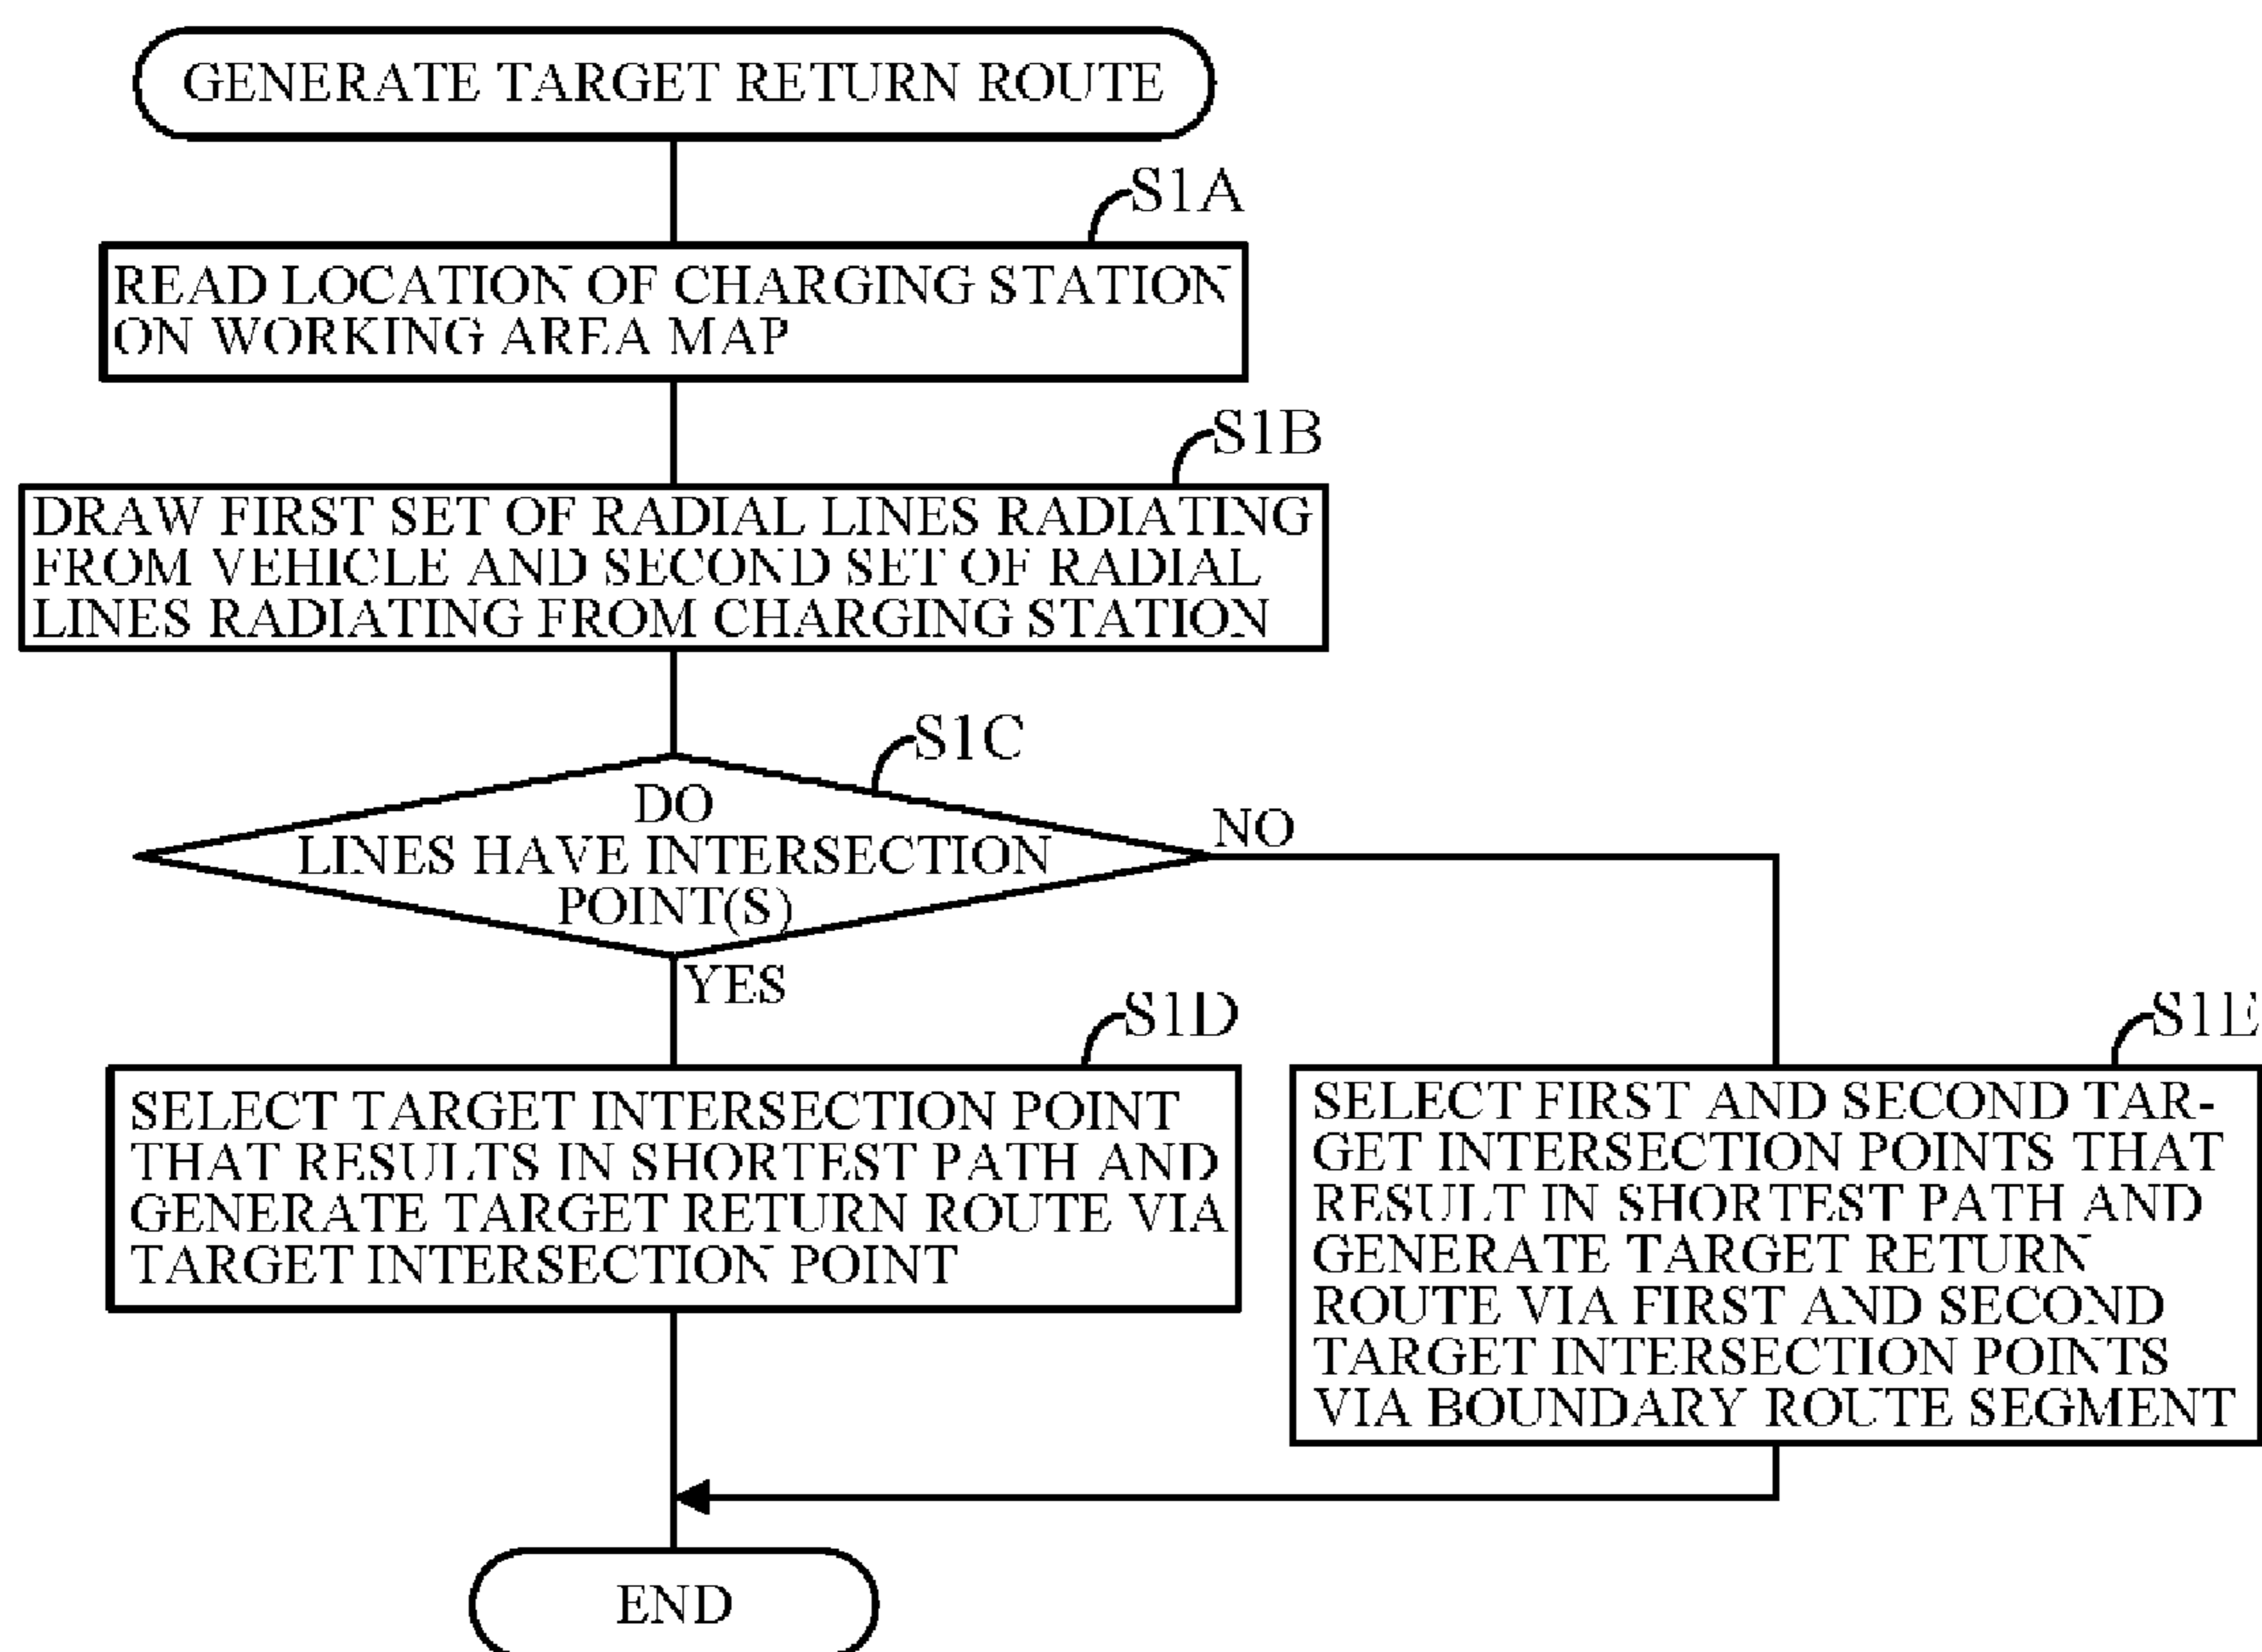 GENERATE TARGET RETURN ROUTE
S1A
READ LOCATION OF CHARGING STATION
ON WORKING AREA MAP
S1B
DRAW FIRST SET OF RADIAL LINES RADIATING
FROM VEHICLE AND SECOND SET OF RADIAL
LINES RADIATING FROM CHARGING STATION
S1C
DO
LINES HAVE INTERSECTION
POINT(S)
NO
YES
S1D
SELECT TARGET INTERSECTION POINT
THAT RESULTS IN SHORTEST PATH AND
GENERATE TARGET RETURN ROUTE VIA
TARGET INTERSECTION POINT
S1E
SELECT FIRST AND SECOND TAR-
GET INTERSECTION POINTS THAT
RESULT IN SHORTEST PATH AND
GENERATE TARGET RETURN
ROUTE VIA FIRST AND SECOND
TARGET INTERSECTION POINTS
VIA BOUNDARY ROUTE SEGMENT
END